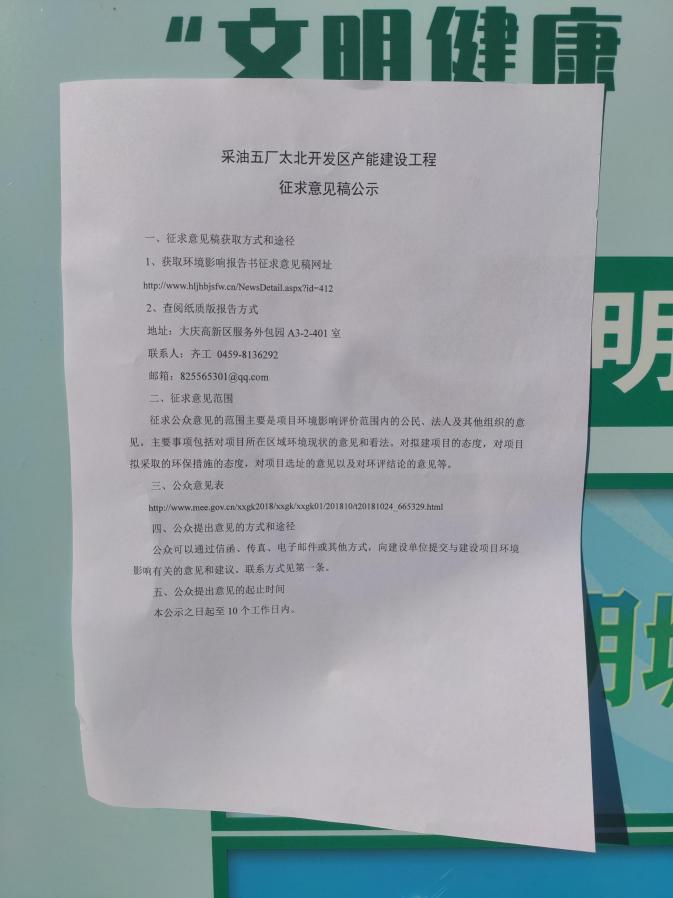 “文明健康
采油五厂太北开发区产能建设工程
征求意见稿公示
一、征求意见稿获取方式和途径
1、获取环境影响报告书征求意见稿网址
http://www.hljhbjsfw.cn/NewsDetail.aspx?id=412
2、查阅纸质版报告方式
地址：大庆高新区服务外包园 A3-2-401 室
联系人：齐工 0459-8136292
邮箱：825565301@qq.com
二、征求意见范围
征求公众意见的范围主要是项目环境影响评价范围内的公民、法人及其他组织的意
见。主要事项包括对项目所在区域环境现状的意见和看法。对拟建项目的态度，对项目
拟采取的环保措施的态度，对项目选址的意见以及对环评结论的意见等。
三、公众意见表
http://www.mee.gov.cn/xxgk2018/xxgk/xxgk01/201810/t20181024_665329.html
四、公众提出意见的方式和途径
公众可以通过信函、传真、电子邮件或其他方式，向建设单位提交与建设项目环境
影响有关的意见和建议。联系方式见第一条。
五、公众提出意见的起止时间
本公示之日起至 10 个工作日内。
明